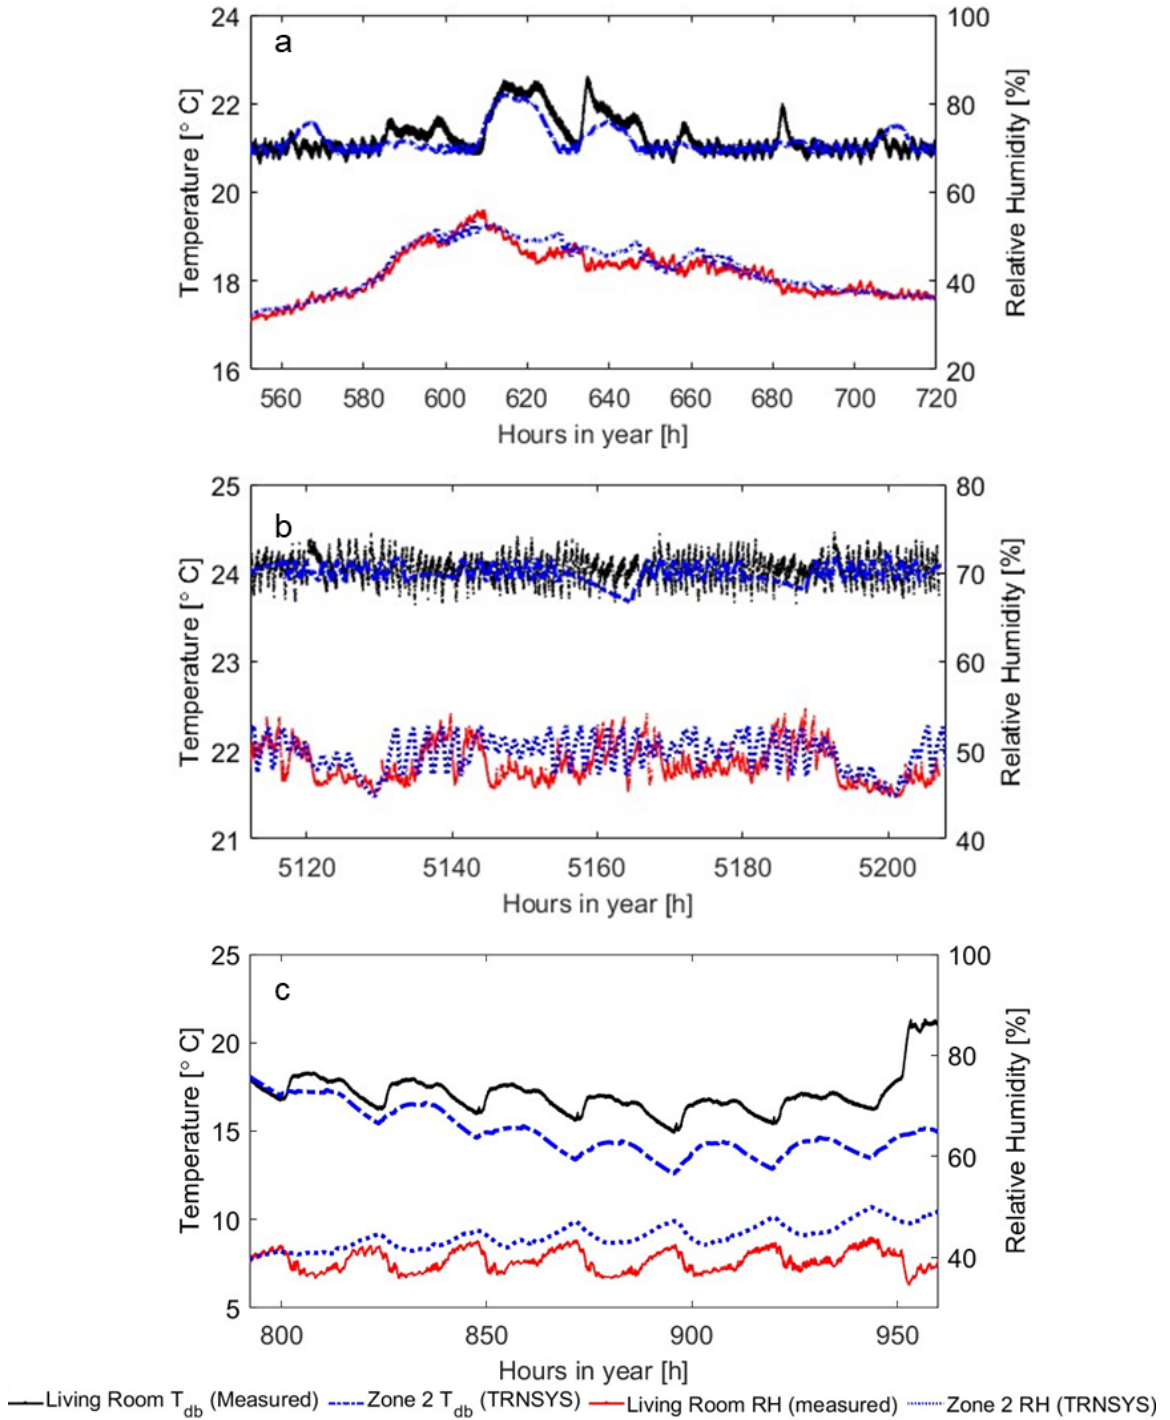 a
24
22
20
18
16
Temperature [° C]
100
80
60
40
20
Relative Humidity [%]
560 580 600 620 640 660 680 700 720
Hours in year [h]
b
25
24
23
22
21
Temperature [° C]
80
70
60
50
40
Relative Humidity [%]
5120 5140 5160 5180 5200
Hours in year [h]
c
25
20
15
10
5
Temperature [° C]
100
80
60
40
Relative Humidity [%]
800 850 900 950
Hours in year [h]
Living Room T_db (Measured) Zone 2 T_db (TRNSYS) Living Room RH (measured) Zone 2 RH (TRNSYS)